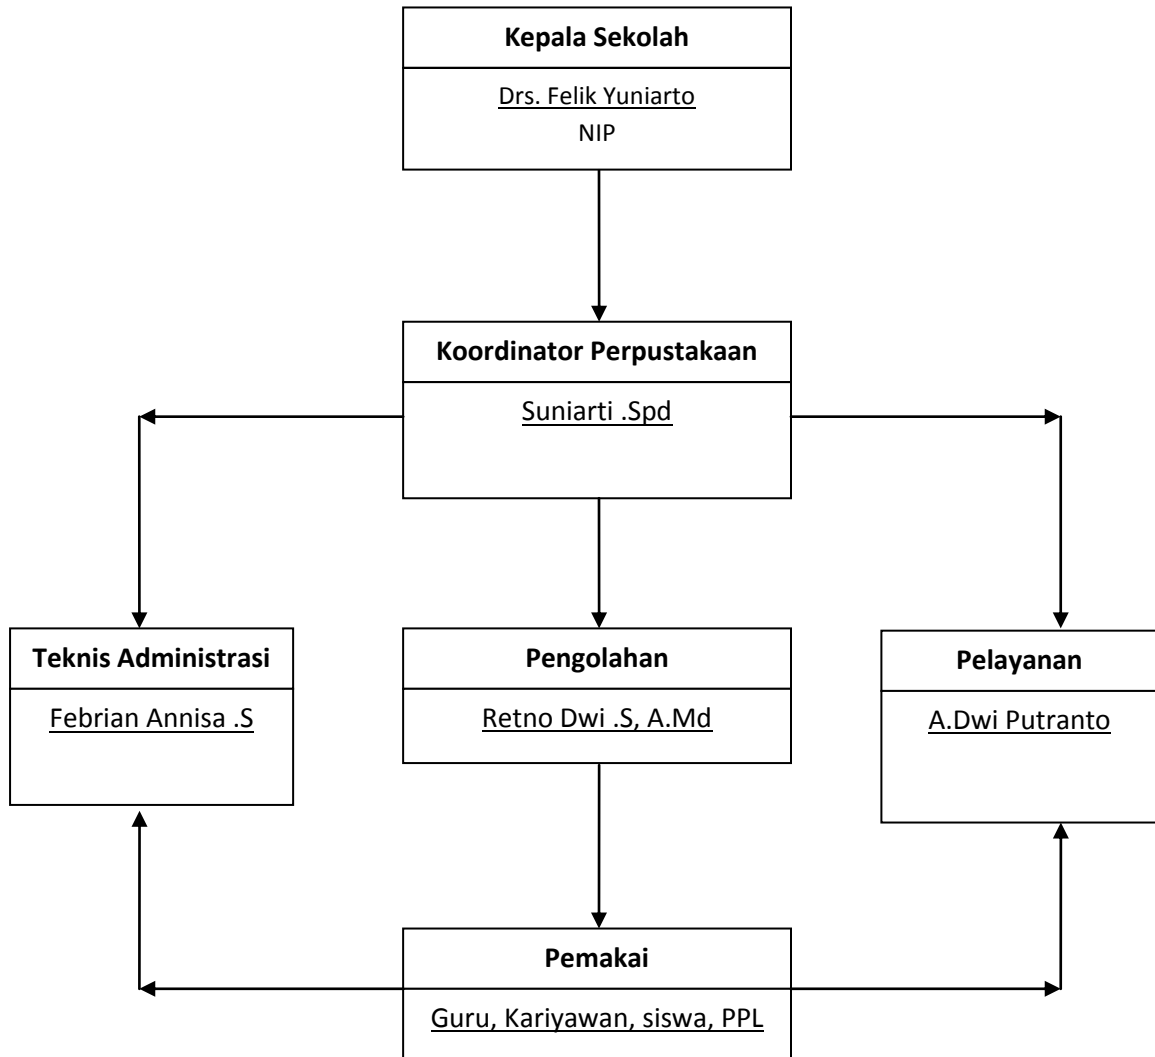 Kepala Sekolah
Drs. Felik Yuniarto
NIP
Koordinator Perpustakaan
Suniarti .Spd
Teknis Administrasi
Febrian Annisa .S
Pengolahan
Retno Dwi .S, A.Md
Pelayanan
A.Dwi Putranto
Pemakai
Guru, Kariyawan, siswa, PPL